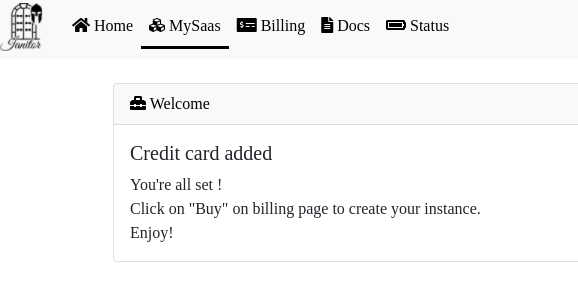 Janitor
Home MySaas Billing Docs Status
Welcome
Credit card added
You're all set !
Click on "Buy" on billing page to create your instance.
Enjoy!